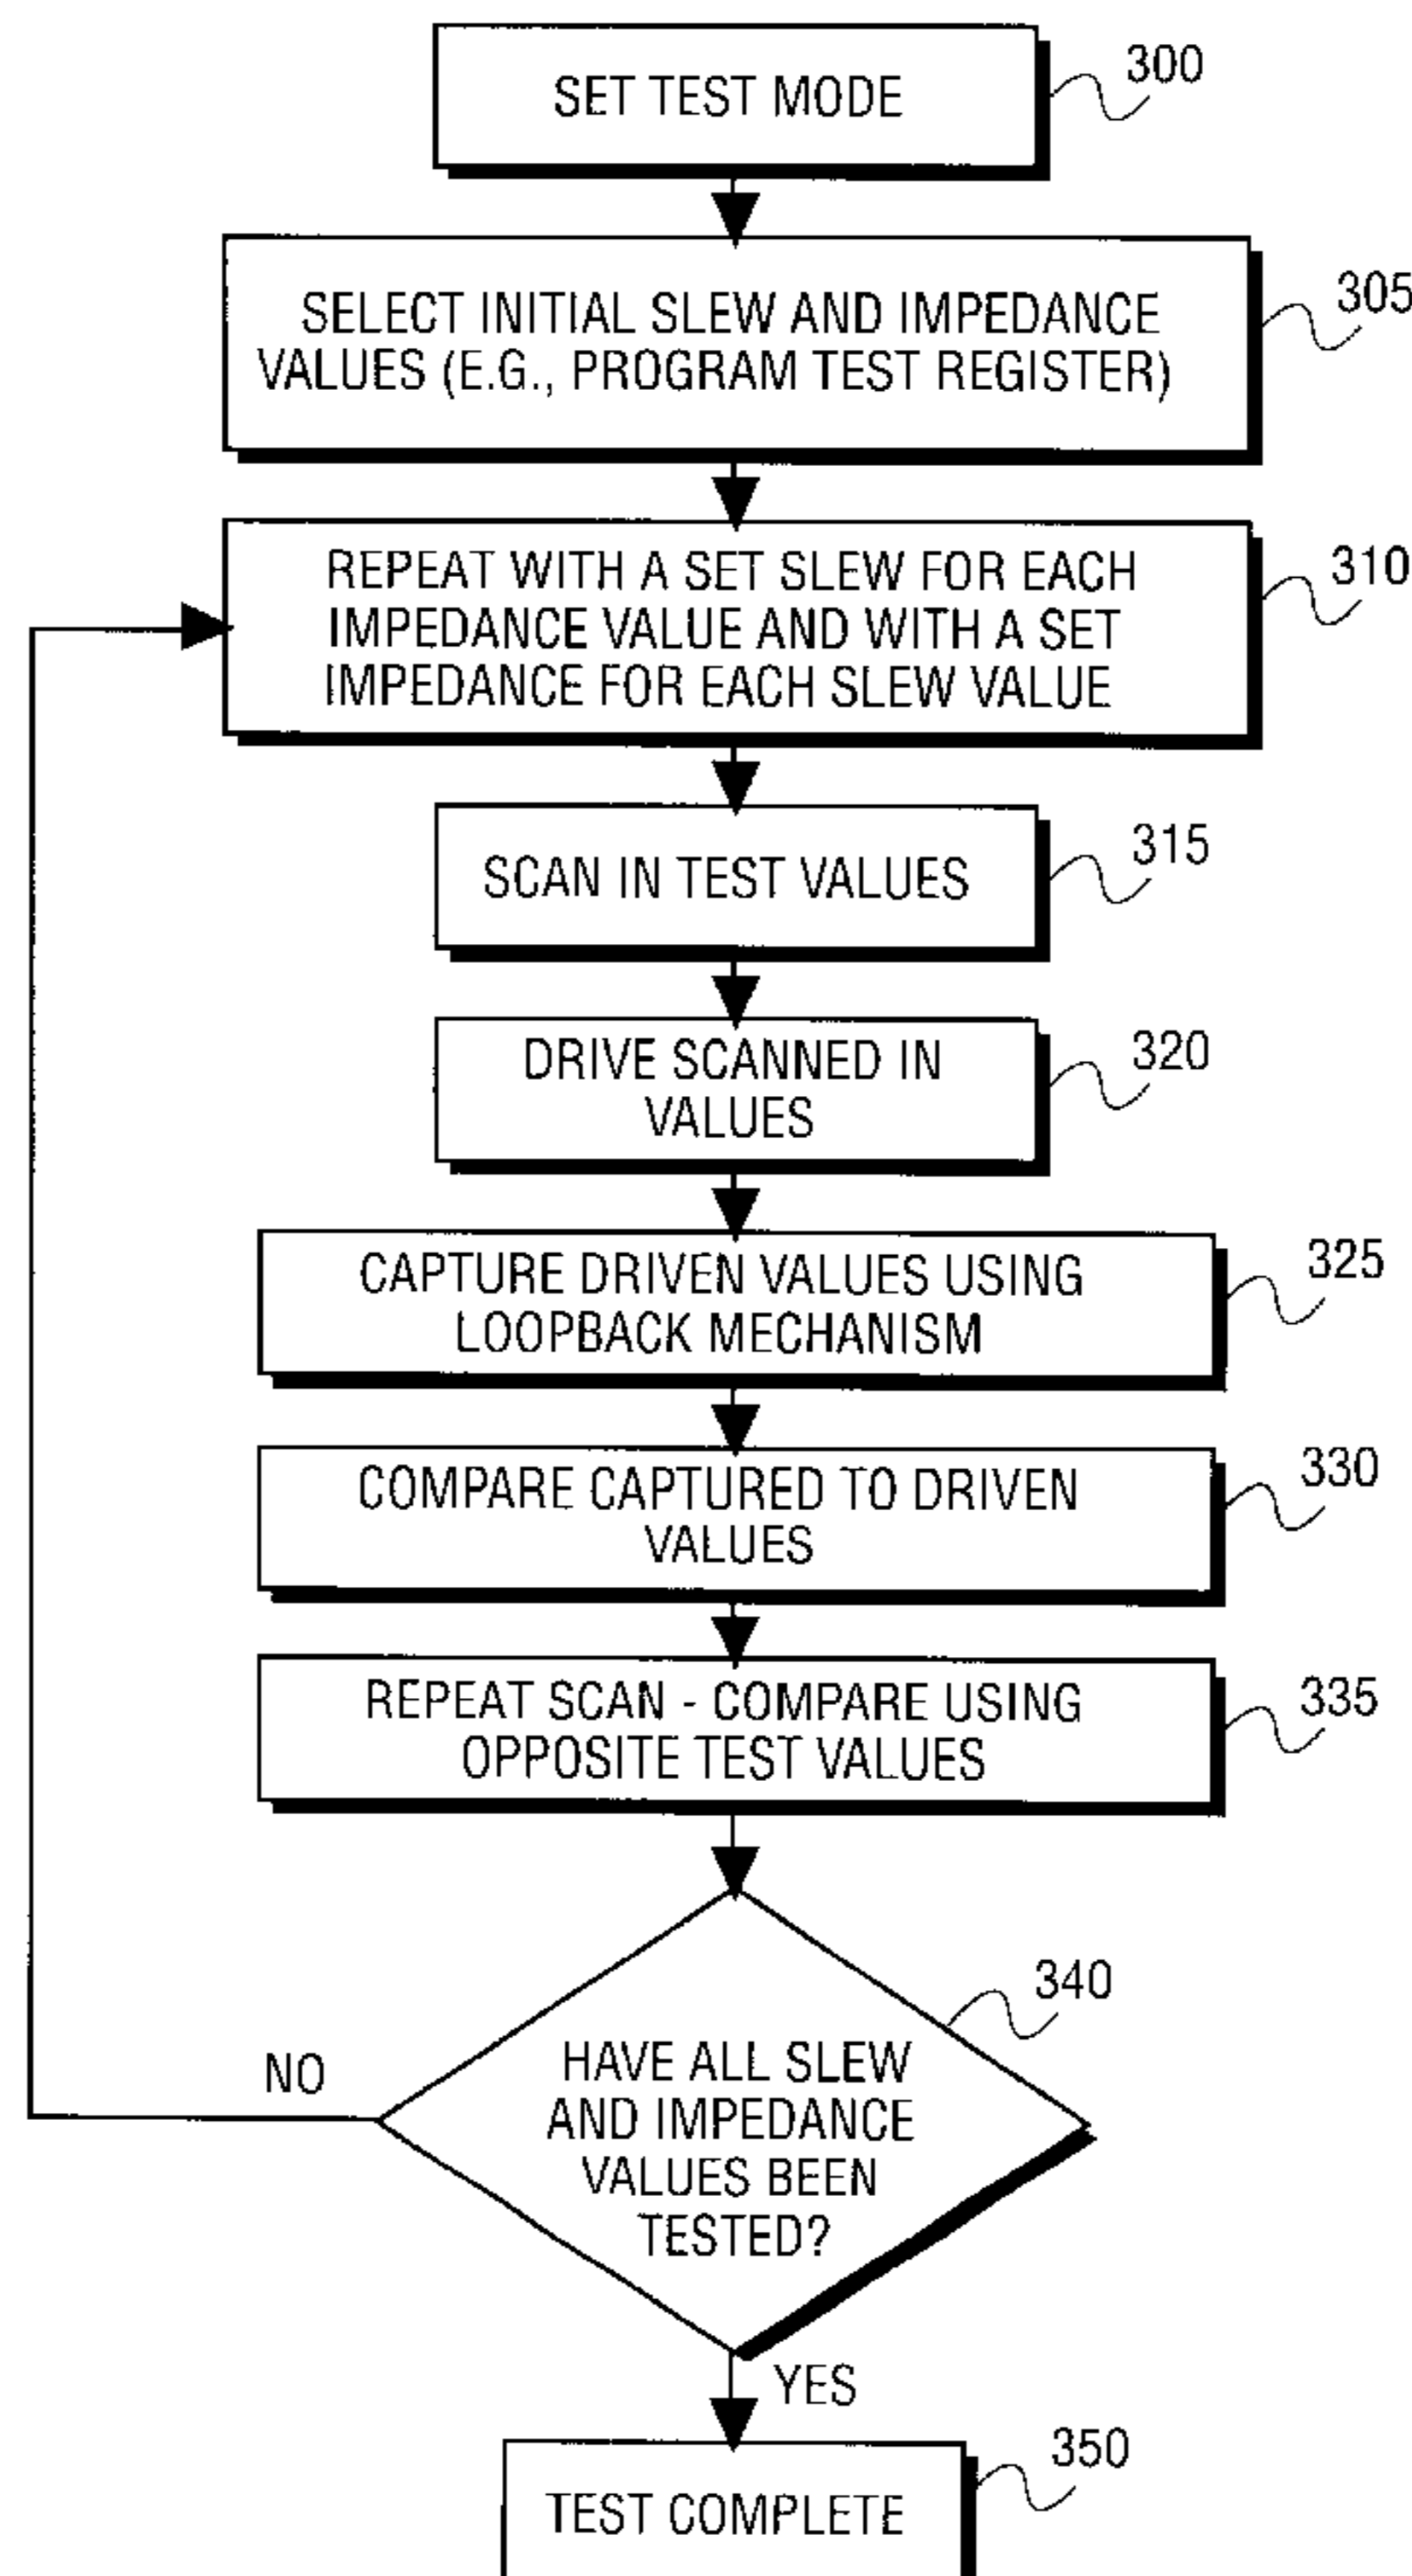 SET TEST MODE
300
SELECT INITIAL SLEW AND IMPEDANCE
VALUES (E.G., PROGRAM TEST REGISTER)
305
REPEAT WITH A SET SLEW FOR EACH
IMPEDANCE VALUE AND WITH A SET
IMPEDANCE FOR EACH SLEW VALUE
310
SCAN IN TEST VALUES
315
DRIVE SCANNED IN
VALUES
320
CAPTURE DRIVEN VALUES USING
LOOPBACK MECHANISM
325
COMPARE CAPTURED TO DRIVEN
VALUES
330
REPEAT SCAN - COMPARE USING
OPPOSITE TEST VALUES
335
340
HAVE ALL SLEW
AND IMPEDANCE
VALUES BEEN
TESTED?
NO
YES
TEST COMPLETE
350